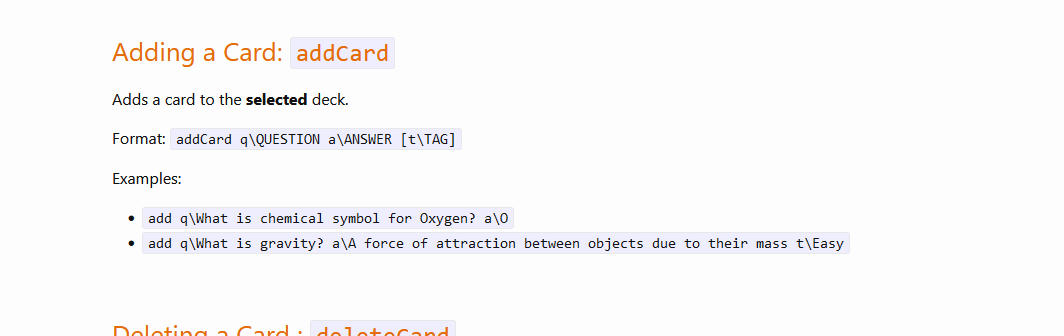 Adding a Card: addCard
Adds a card to the selected deck.
Format: addCard q\QUESTION a\ANSWER [t\TAG]
Examples:
add q\What is chemical symbol for Oxygen? a\O
add q\What is gravity? a\A force of attraction between objects due to their mass t\Easy
Deleting a Card : deleteCard